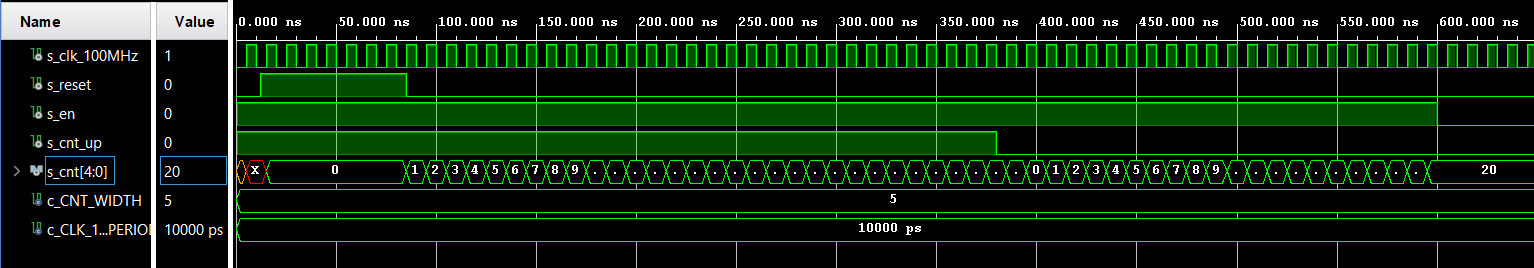 Name Value 0.000 ns 50.000 ns 100.000 ns 150.000 ns 200.000 ns 250.000 ns 300.000 ns 350.000 ns 400.000 ns 450.000 ns 500.000 ns 550.000 ns 600.000 ns
s_clk_100MHz 1
s_reset 0
s_en 0
s_cnt_up 0
s_cnt[4:0] 20 X 0 1 2 3 4 5 6 7 8 9 . . . . . . . . . . . . . . . . . . . . . . 0 1 2 3 4 5 6 7 8 9 . . . . . . . . . . 20
c_CNT_WIDTH 5 5
c_CLK_1...PERIOD 10000 ps 10000 ps